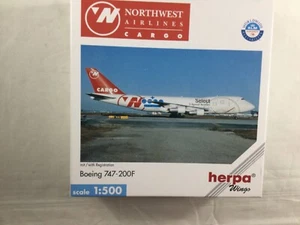 NORTHWEST
AIRLINES
CARGO
CARGO
Boeing 747-200F
scale 1:500
herpa
Wings